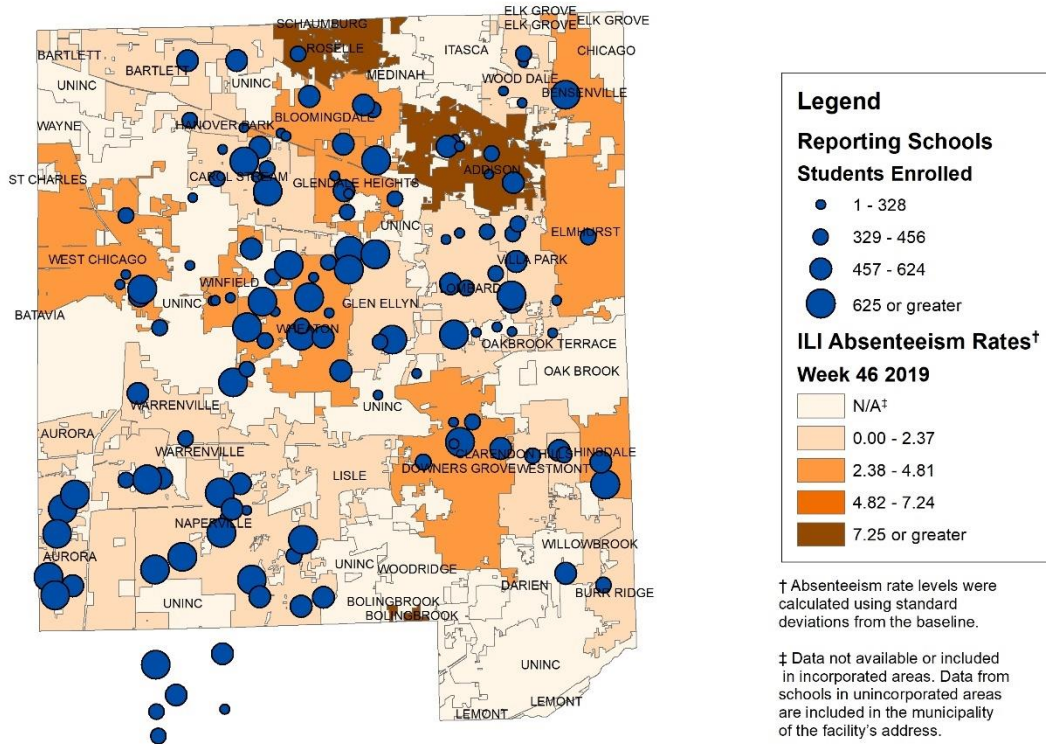 SCHAUMBURG
ELK GROVE
ELK GROVE
ELK GROVE
BARTLETT
ROSELLE
ITASCA
CHICAGO
BARTLETT
MEDINAH
UNINC
UNINC
WOOD DALE
BENSENVILLE
WAYNE
HANOVER PARK
BLOOMINGDALE
ST CHARLES
CAROL STREAM
GLENDALE HEIGHTS
ADDISON
UNINC
ELMHURST
WEST CHICAGO
VILLA PARK
WINFIELD
LOMBARD
UNINC
GLEN ELLYN
BATAVIA
WHEATON
OAKBROOK TERRACE
OAK BROOK
WARRENVILLE
UNINC
AURORA
WARRENVILLE
CLARENDON HILLS
HINSDALE
LISLE
DOWNERS GROVE
WESTMONT
NAPERVILLE
WILLOWBROOK
AURORA
UNINC
WOODRIDGE
DARIEN
BURR RIDGE
UNINC
BOLINGBROOK
BOLINGBROOK
UNINC
LEMONT
LEMONT
Legend
Reporting Schools
Students Enrolled
1 - 328
329 - 456
457 - 624
625 or greater
ILI Absenteeism Rates†
Week 46 2019
N/A‡
0.00 - 2.37
2.38 - 4.81
4.82 - 7.24
7.25 or greater
† Absenteeism rate levels were
calculated using standard
deviations from the baseline.
‡ Data not available or included
in incorporated areas. Data from
schools in unincorporated areas
are included in the municipality
of the facility's address.